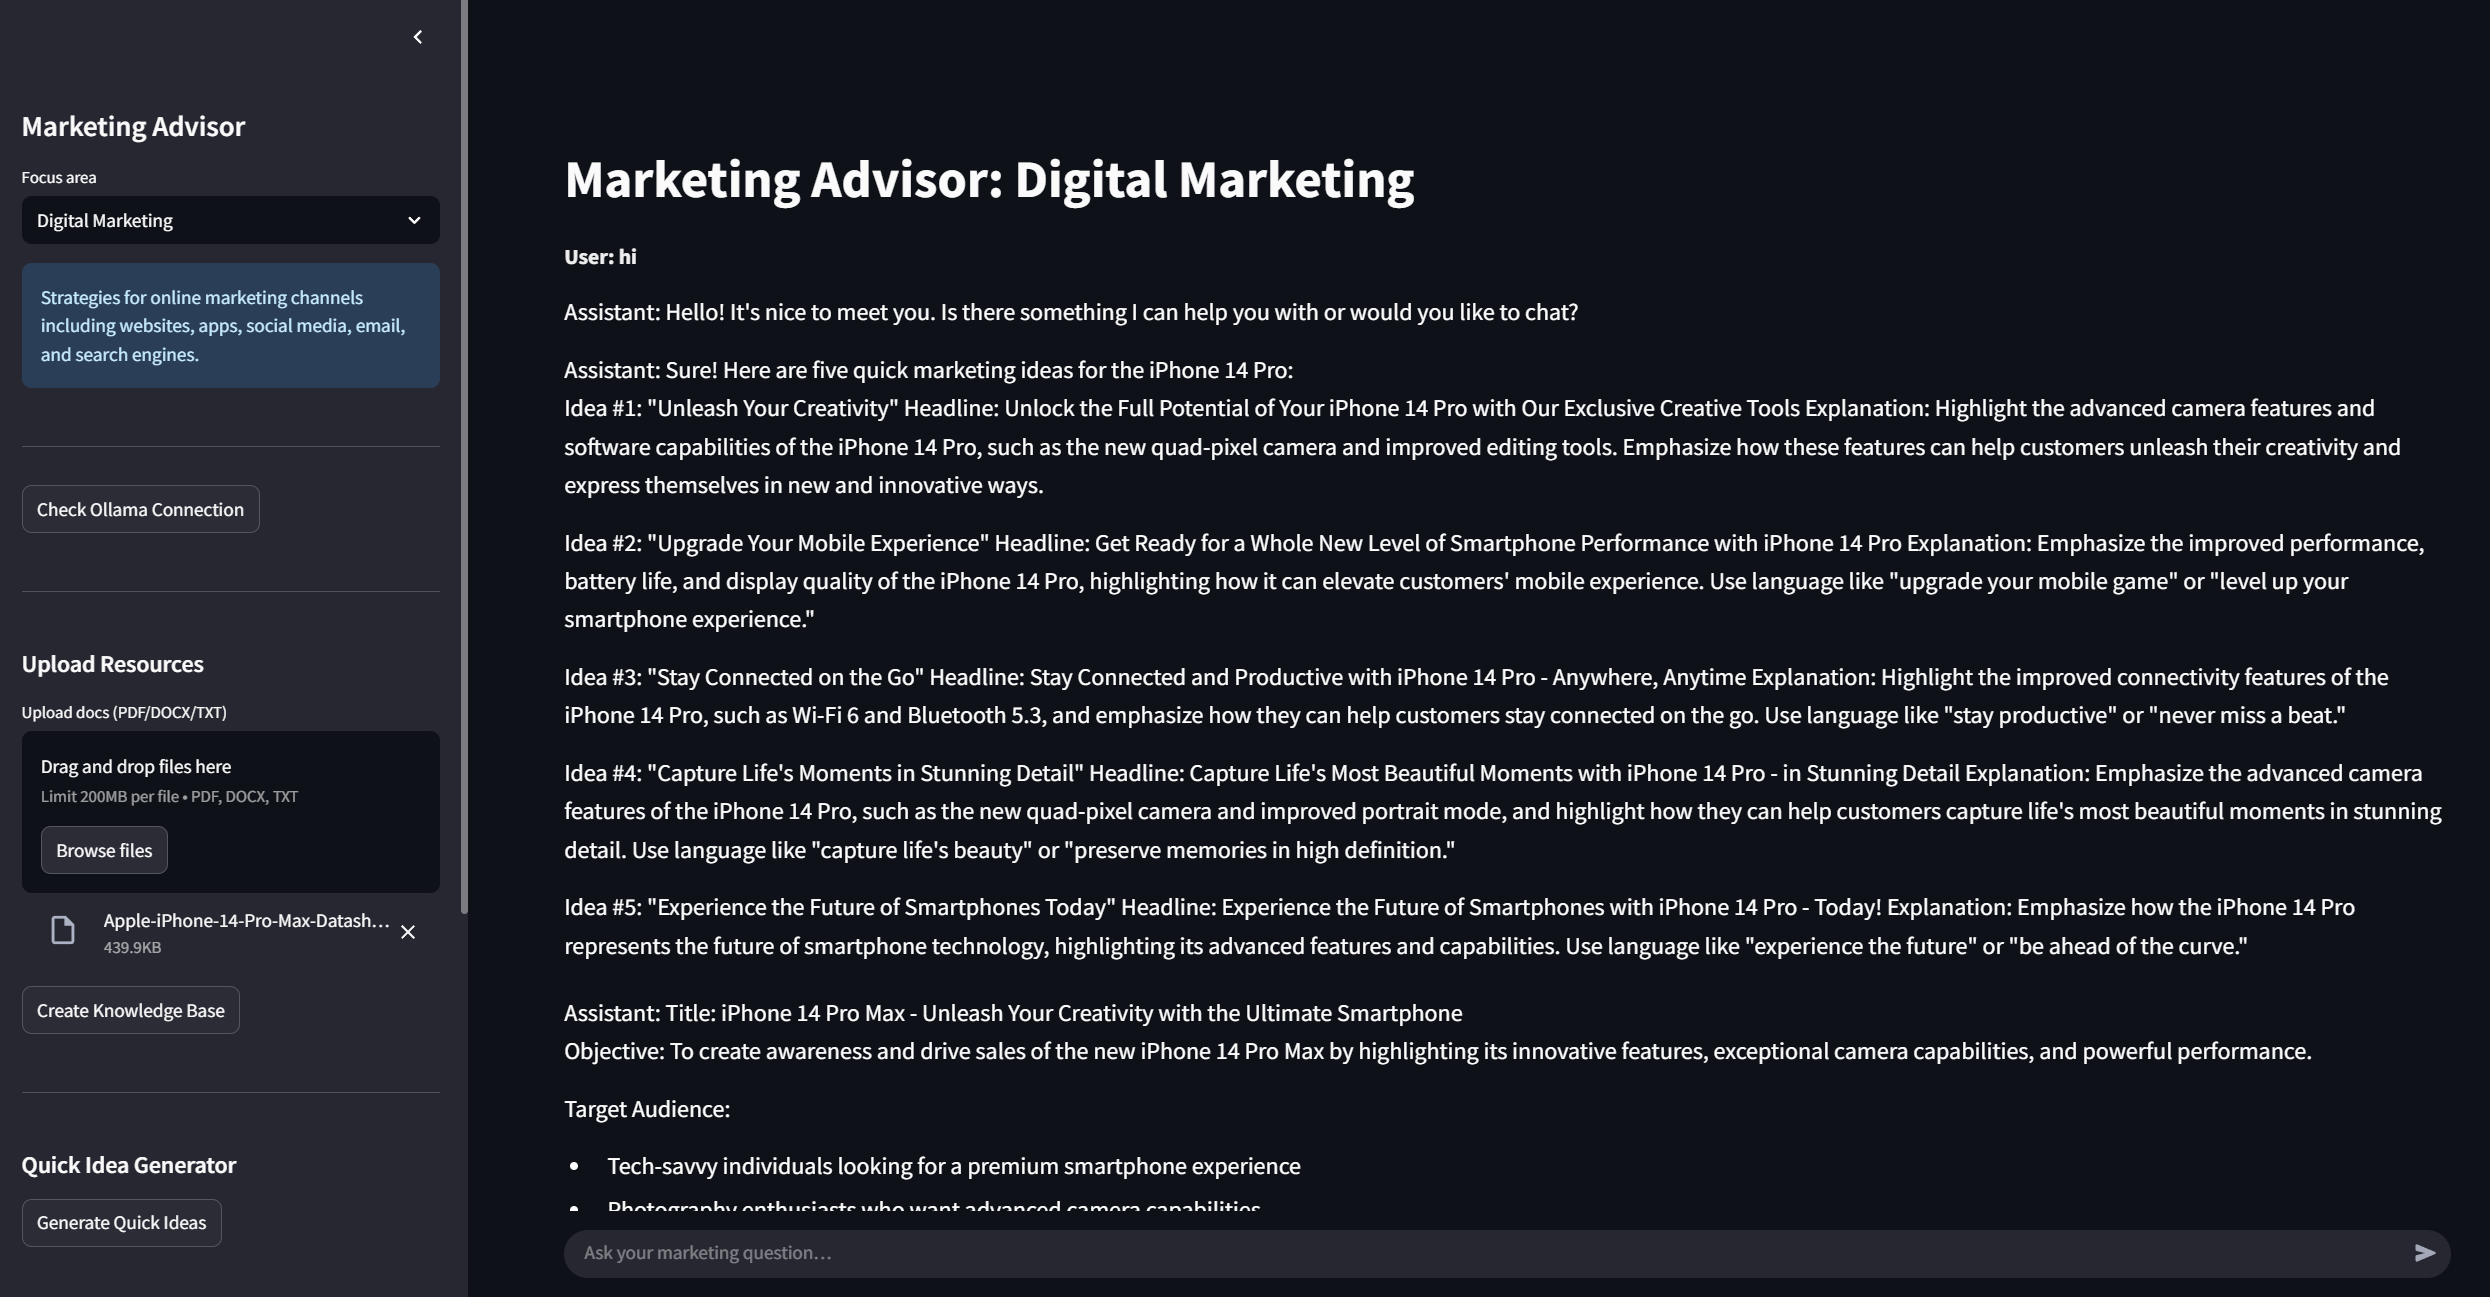 Marketing Advisor
Focus area
Digital Marketing
Strategies for online marketing channels
including websites, apps, social media, email,
and search engines.
Check Ollama Connection
Upload Resources
Upload docs (PDF/DOCX/TXT)
Drag and drop files here
Limit 200MB per file • PDF, DOCX, TXT
Browse files
Apple-iPhone-14-Pro-Max-Datash...
439.9KB
Create Knowledge Base
Quick Idea Generator
Generate Quick Ideas
Marketing Advisor: Digital Marketing
User: hi
Assistant: Hello! It's nice to meet you. Is there something I can help you with or would you like to chat?
Assistant: Sure! Here are five quick marketing ideas for the iPhone 14 Pro:
Idea #1: "Unleash Your Creativity" Headline: Unlock the Full Potential of Your iPhone 14 Pro with Our Exclusive Creative Tools Explanation: Highlight the advanced camera features and
software capabilities of the iPhone 14 Pro, such as the new quad-pixel camera and improved editing tools. Emphasize how these features can help customers unleash their creativity and
express themselves in new and innovative ways.
Idea #2: "Upgrade Your Mobile Experience" Headline: Get Ready for a Whole New Level of Smartphone Performance with iPhone 14 Pro Explanation: Emphasize the improved performance,
battery life, and display quality of the iPhone 14 Pro, highlighting how it can elevate customers' mobile experience. Use language like "upgrade your mobile game" or "level up your
smartphone experience."
Idea #3: "Stay Connected on the Go" Headline: Stay Connected and Productive with iPhone 14 Pro - Anywhere, Anytime Explanation: Highlight the improved connectivity features of the
iPhone 14 Pro, such as Wi-Fi 6 and Bluetooth 5.3, and emphasize how they can help customers stay connected on the go. Use language like "stay productive" or "never miss a beat."
Idea #4: "Capture Life's Moments in Stunning Detail" Headline: Capture Life's Most Beautiful Moments with iPhone 14 Pro - in Stunning Detail Explanation: Emphasize the advanced camera
features of the iPhone 14 Pro, such as the new quad-pixel camera and improved portrait mode, and highlight how they can help customers capture life's most beautiful moments in stunning
detail. Use language like "capture life's beauty" or "preserve memories in high definition."
Idea #5: "Experience the Future of Smartphones Today" Headline: Experience the Future of Smartphones with iPhone 14 Pro - Today! Explanation: Emphasize how the iPhone 14 Pro
represents the future of smartphone technology, highlighting its advanced features and capabilities. Use language like "experience the future" or "be ahead of the curve."
Assistant: Title: iPhone 14 Pro Max - Unleash Your Creativity with the Ultimate Smartphone
Objective: To create awareness and drive sales of the new iPhone 14 Pro Max by highlighting its innovative features, exceptional camera capabilities, and powerful performance.
Target Audience:
• Tech-savvy individuals looking for a premium smartphone experience
• Photography enthusiasts who want advanced camera capabilities
Ask your marketing question...